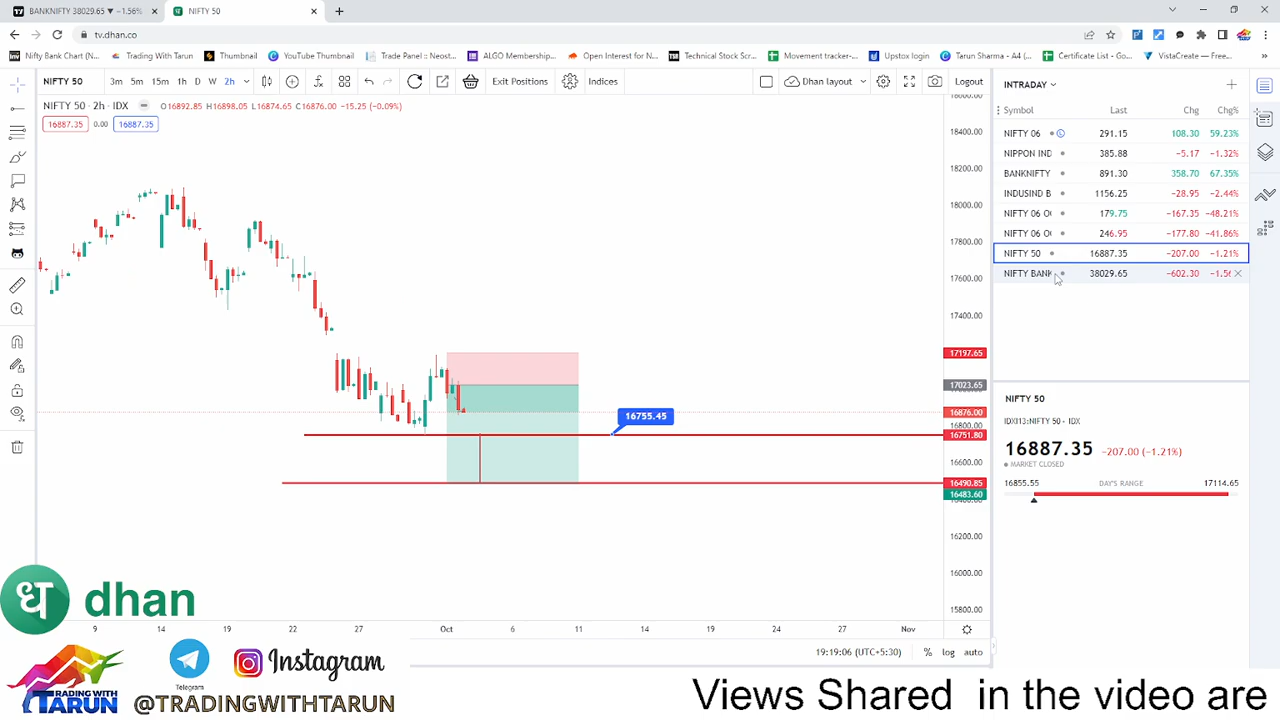 BANKNIFTY 38029.65 ▼ −1.56%
NIFTY 50
tv.dhan.co
Nifty Bank Chart (N...
Trading With Tarun
Thumbnail
YouTube Thumbnail
Trade Panel :: Neost...
ALGO Membership...
Open Interest for N...
Technical Stock Scr...
Movement tracker-...
Upstox login
Tarun Sharma - A4 (...
Certificate List - Go...
VistaCreate — Free...
NIFTY 50
3m 5m 15m 1h D W 2h
Exit Positions
Indices
Dhan layout
Logout
NIFTY 50 · 2h · IDX
O16892.85 H16898.05 L16874.65 C16876.00 −15.25 (−0.09%)
16887.35 0.00 16887.35
18400.00
18200.00
18000.00
17800.00
17600.00
17400.00
17197.65
17023.65
16876.00
16800.00
16751.80
16755.45
16600.00
16490.85
16483.60
16200.00
16000.00
15800.00
9 14 19 22 27 Oct 6 11 14 19 24 27 Nov
19:19:06 (UTC+5:30) % log auto
INTRADAY
Symbol Last Chg Chg%
NIFTY 06 291.15 108.30 59.23%
NIPPON IND 385.88 −5.17 −1.32%
BANKNIFTY 891.30 358.70 67.35%
INDUSIND B 1156.25 −28.95 −2.44%
NIFTY 06 O 179.75 −167.35 −48.21%
NIFTY 06 O 246.95 −177.80 −41.86%
NIFTY 50 16887.35 −207.00 −1.21%
NIFTY BANK 38029.65 −602.30 −1.56
NIFTY 50
IDX113:NIFTY 50 · IDX
16887.35 −207.00 (−1.21%)
MARKET CLOSED
16855.55 DAY'S RANGE 17114.65
ध dhan
Telegram
Instagram
TRADING WITH
TARUN
@TRADINGWITHTARUN
Views Shared in the video are